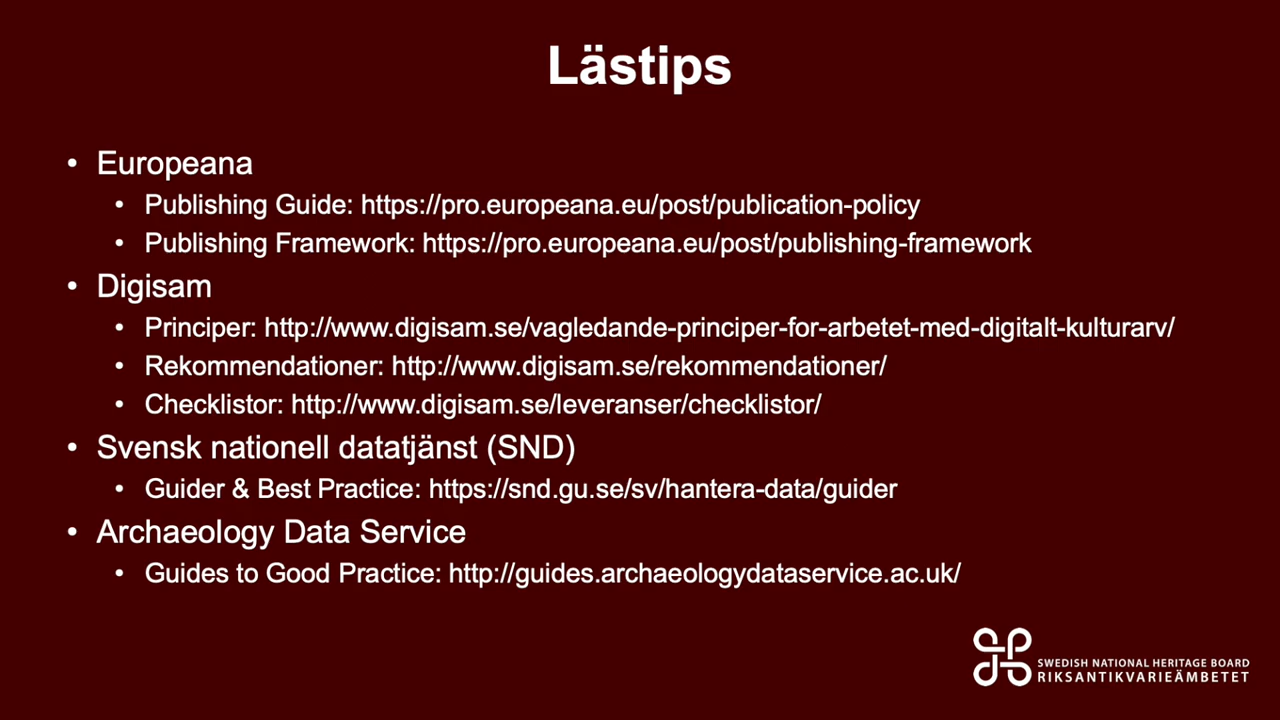 Lästips
• Europeana
• Publishing Guide: https://pro.europeana.eu/post/publication-policy
• Publishing Framework: https://pro.europeana.eu/post/publishing-framework
• Digisam
• Principer: http://www.digisam.se/vagledande-principer-for-arbetet-med-digitalt-kulturarv/
• Rekommendationer: http://www.digisam.se/rekommendationer/
• Checklistor: http://www.digisam.se/leveranser/checklistor/
• Svensk nationell datatjänst (SND)
• Guider & Best Practice: https://snd.gu.se/sv/hantera-data/guider
• Archaeology Data Service
• Guides to Good Practice: http://guides.archaeologydataservice.ac.uk/
SWEDISH NATIONAL HERITAGE BOARD
RIKSANTIKVARIEÄMBETET